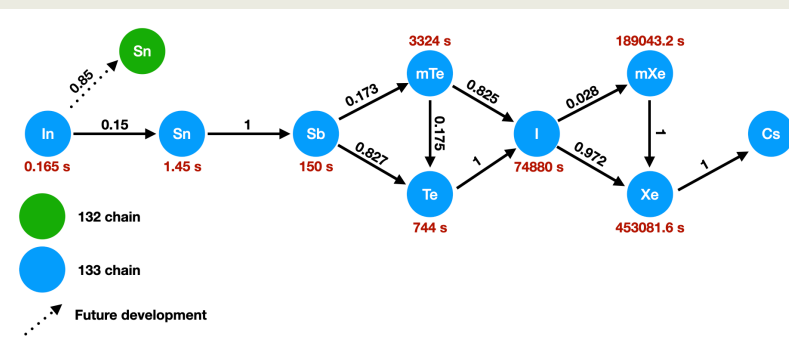 3324 s
189043.2 s
Sn
mTe
mXe
0.85
0.173
0.825
0.028
In
0.15
Sn
1
Sb
0.175
I
1
Cs
0.165 s
1.45 s
150 s
0.827
1
74880 s
0.972
1
Te
Xe
744 s
453081.6 s
132 chain
133 chain
Future development